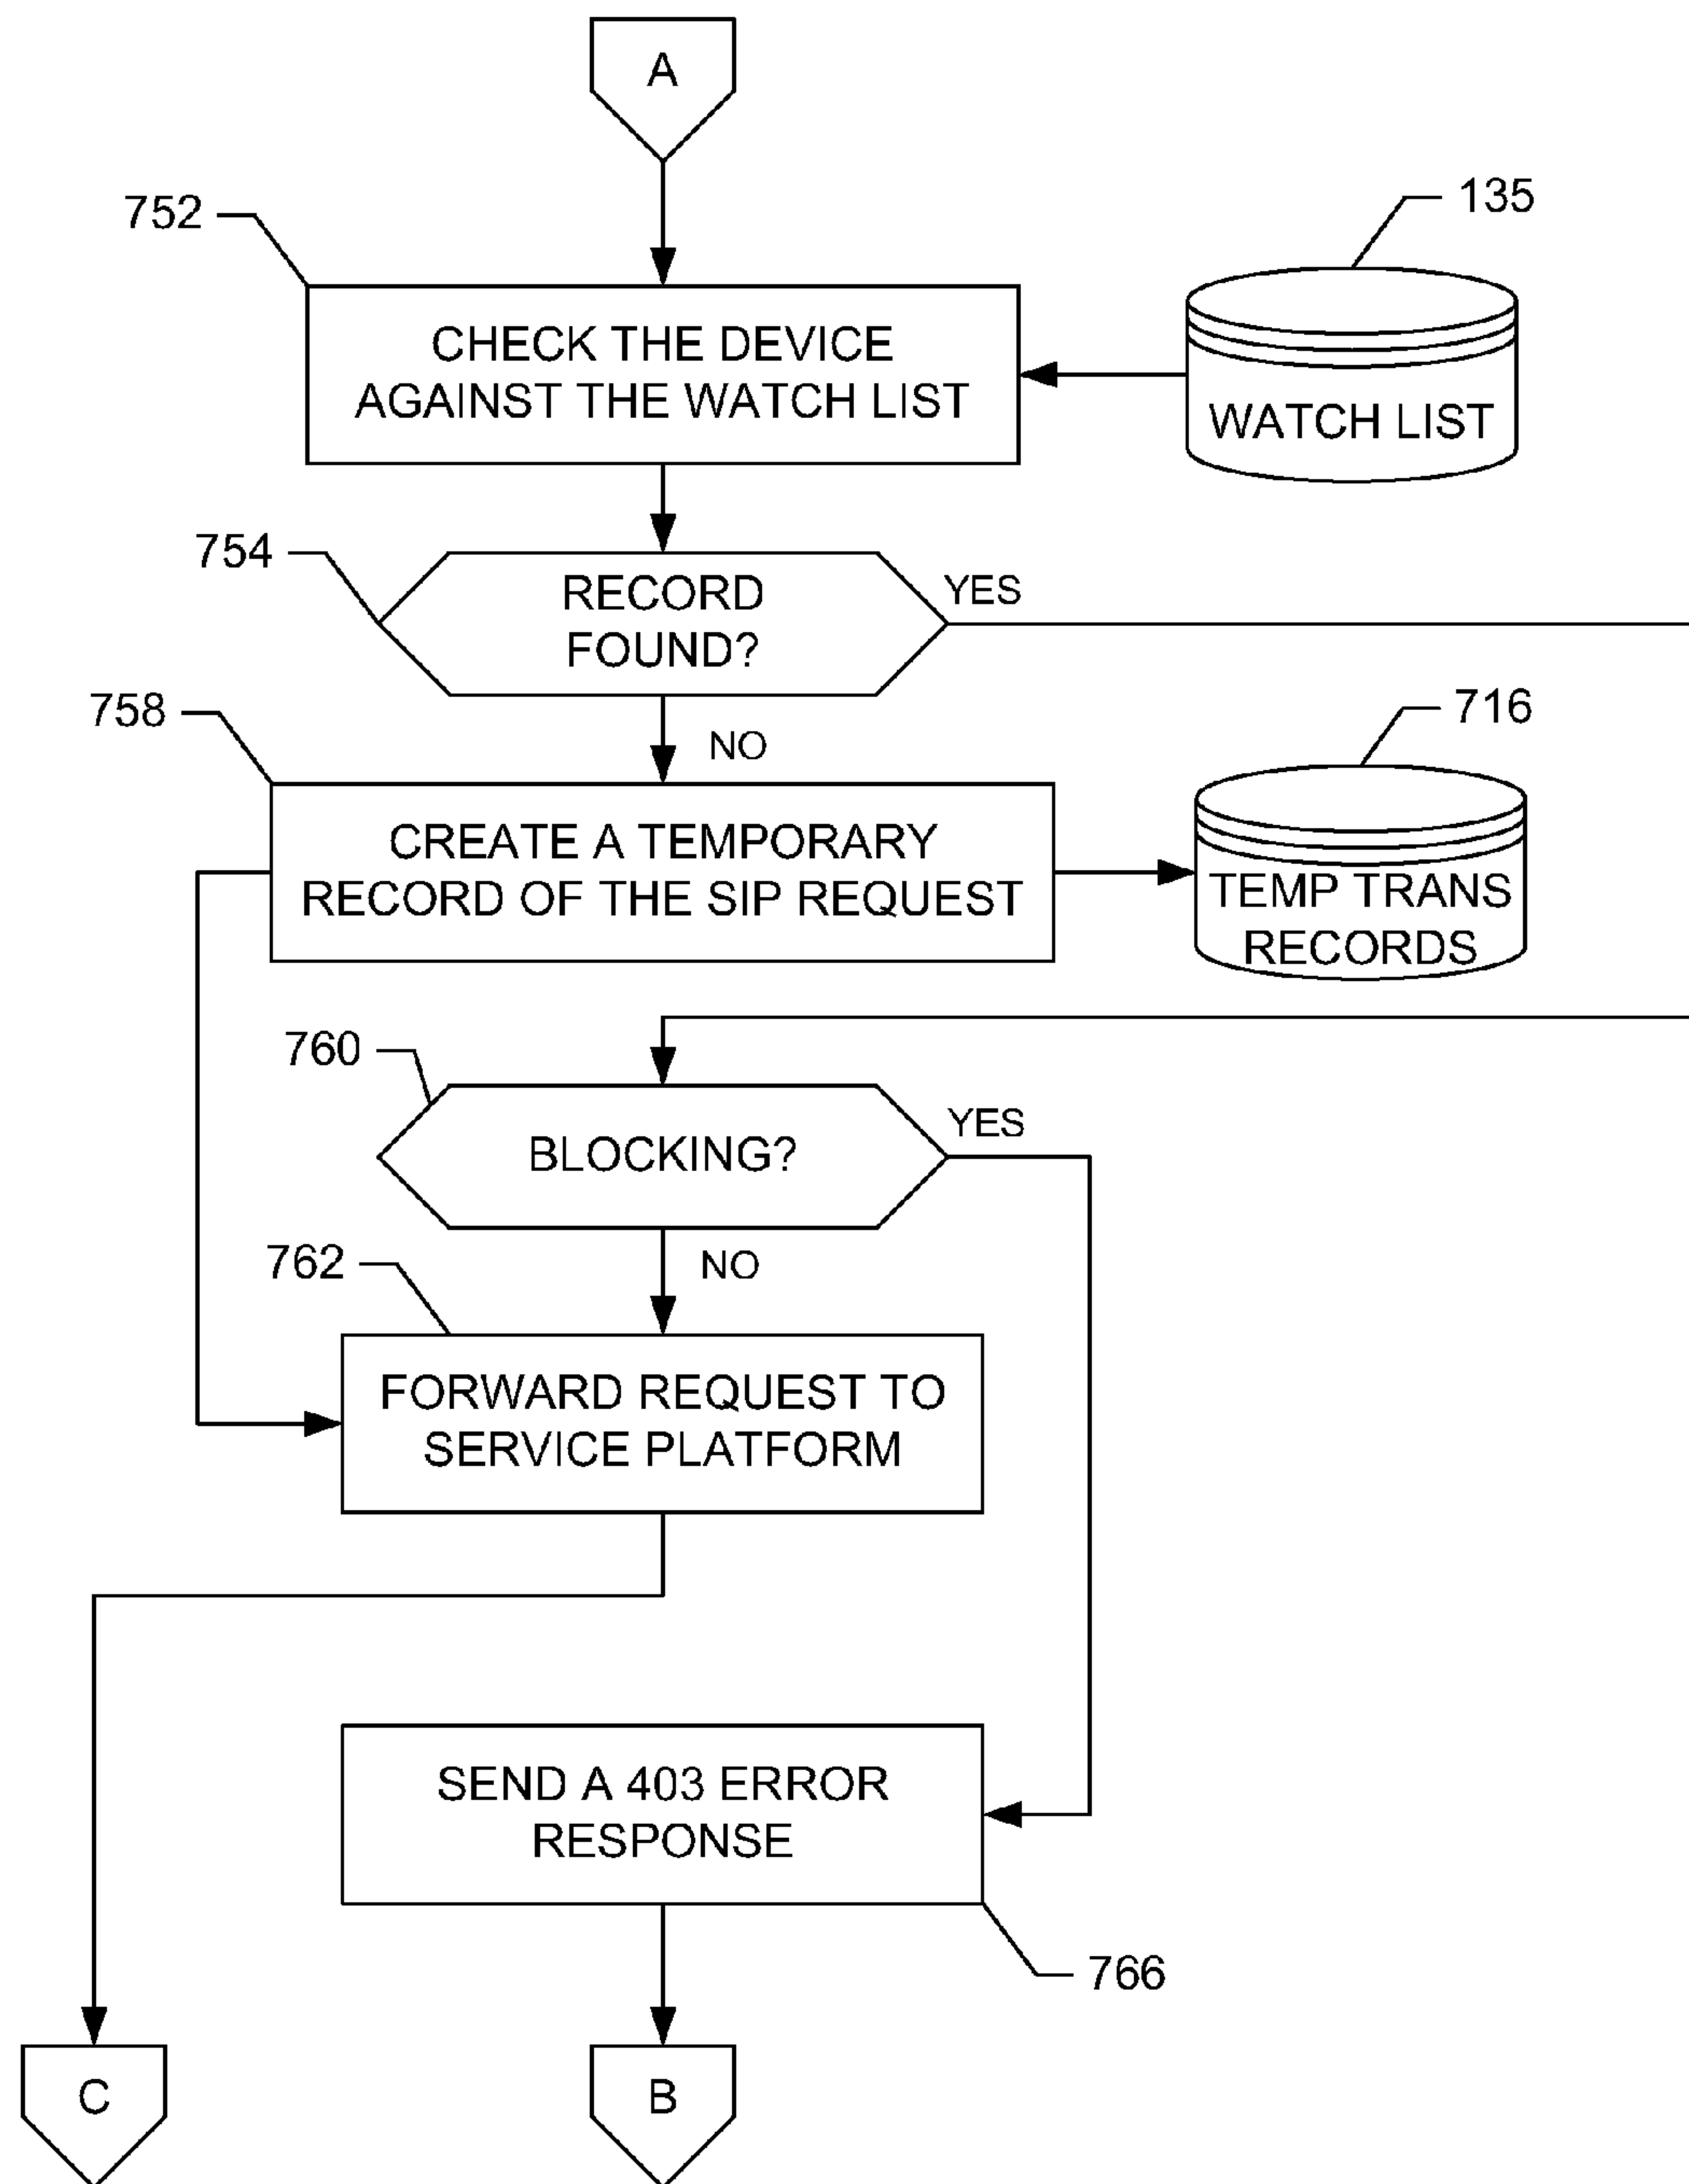 A
752
135
CHECK THE DEVICE
AGAINST THE WATCH LIST
WATCH LIST
754
RECORD
FOUND?
YES
758
NO
716
CREATE A TEMPORARY
RECORD OF THE SIP REQUEST
TEMP TRANS
RECORDS
760
BLOCKING?
YES
762
NO
FORWARD REQUEST TO
SERVICE PLATFORM
SEND A 403 ERROR
RESPONSE
766
C
B